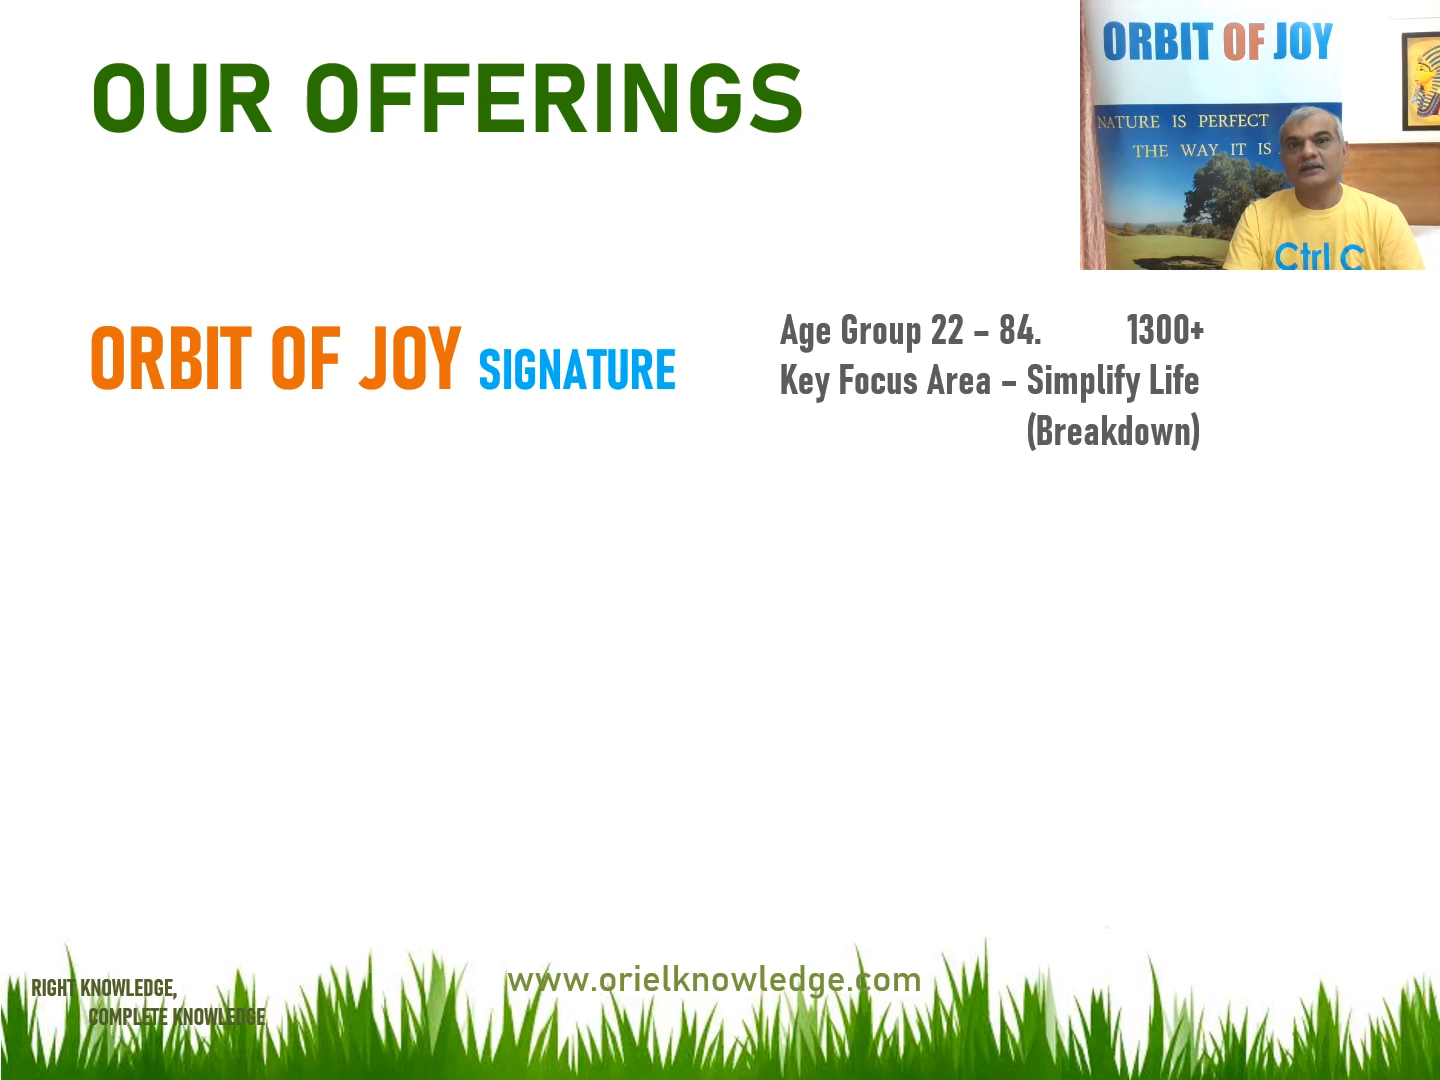 OUR OFFERINGS
ORBIT OF JOY
NATURE IS PERFECT
THE WAY IT IS
Ctrl C
ORBIT OF JOY SIGNATURE
Age Group 22 – 84. 1300+
Key Focus Area – Simplify Life
(Breakdown)
www.orielknowledge.com
RIGHT KNOWLEDGE,
COMPLETE KNOWLEDGE